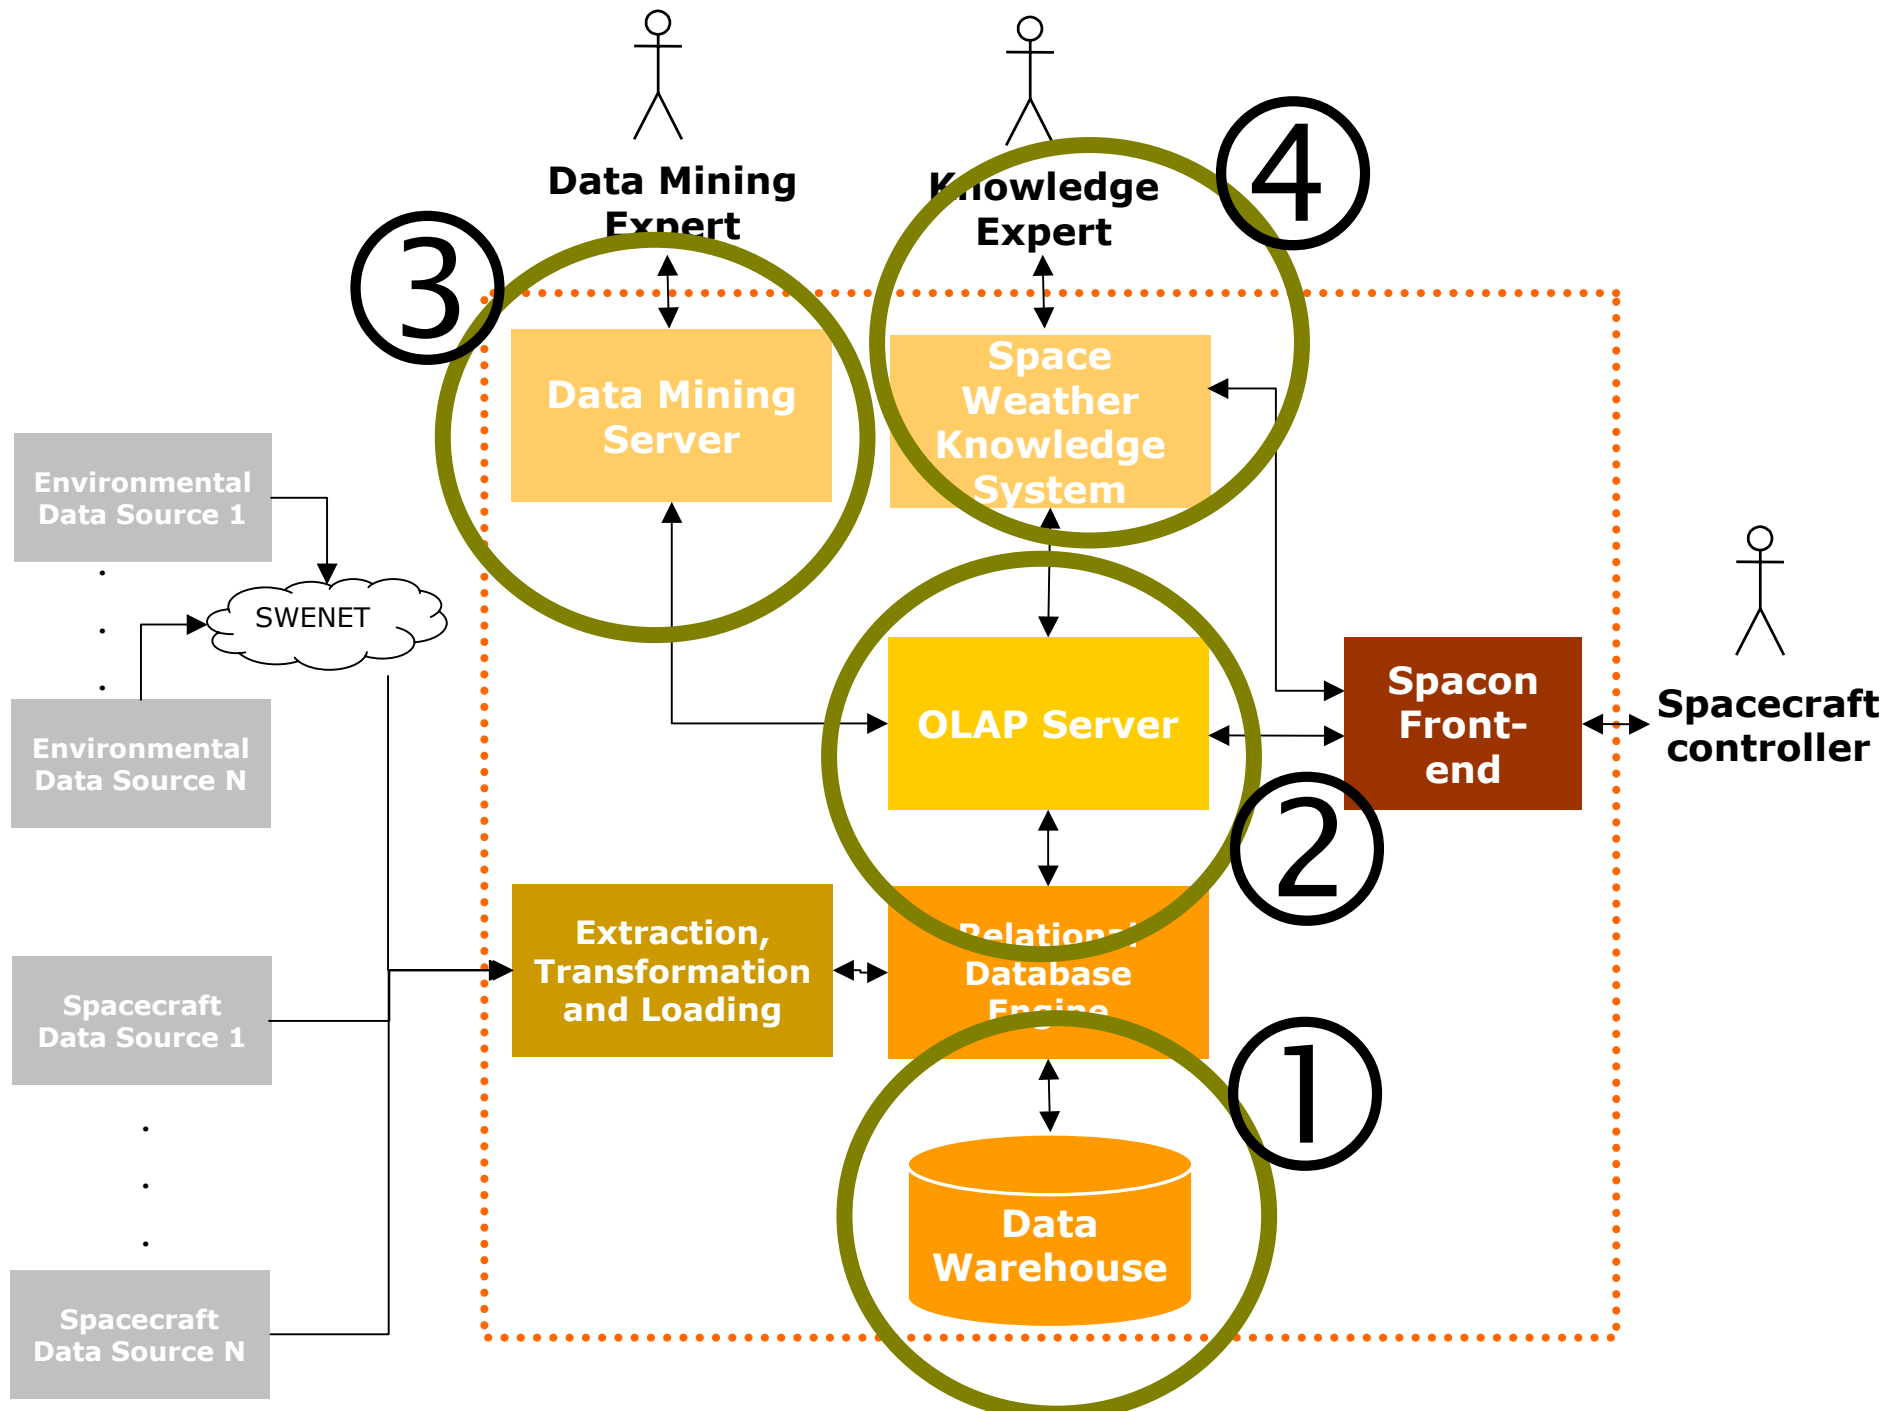 Data Mining
Expert
Knowledge
Expert
④
③
Data Mining
Server
Space
Weather
Knowledge
System
Environmental
Data Source 1
SWENET
Environmental
Data Source N
OLAP Server
Spacon
Front-
end
Spacecraft
controller
②
Extraction,
Transformation
and Loading
Relational
Database
Engine
Spacecraft
Data Source 1
①
Data
Warehouse
Spacecraft
Data Source N